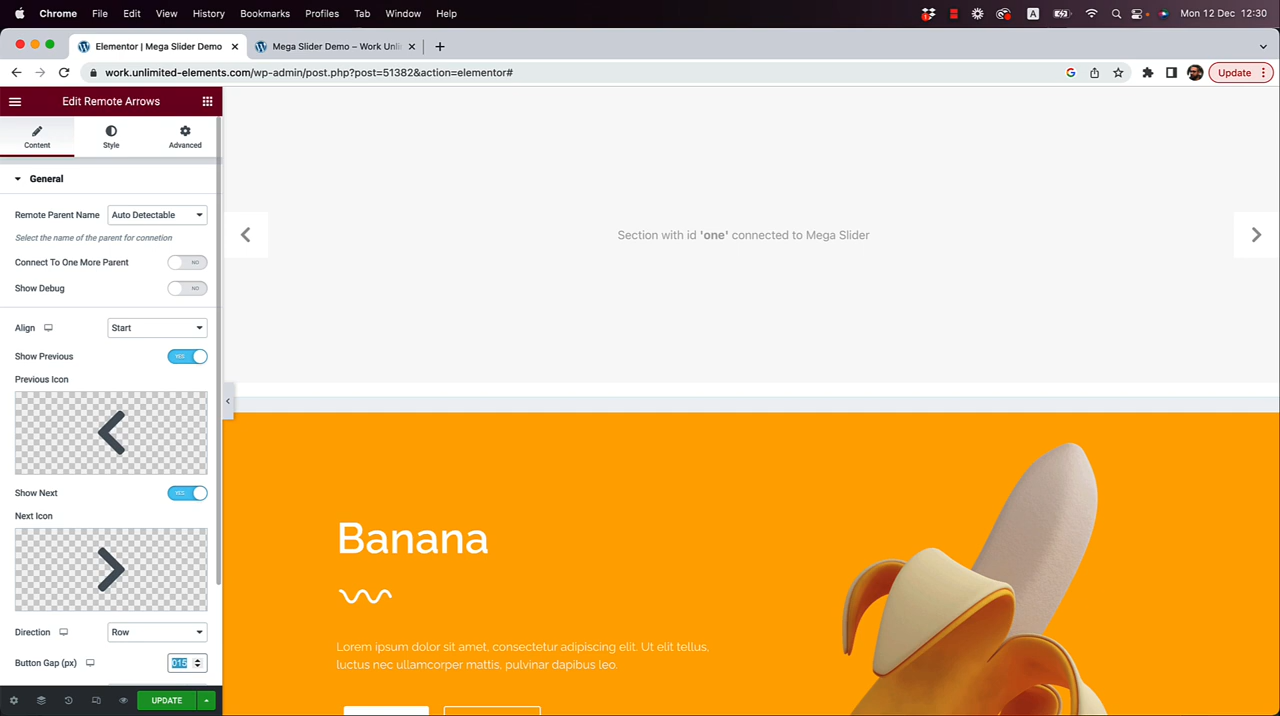 Chrome File Edit View History Bookmarks Profiles Tab Window Help A Mon 12 Dec 12:30
Elementor | Mega Slider Demo Mega Slider Demo – Work Unli
work.unlimited-elements.com/wp-admin/post.php?post=51382&action=elementor# Update
Edit Remote Arrows
Content Style Advanced
General
Remote Parent Name Auto Detectable
Select the name of the parent for connetion
Connect To One More Parent NO
Show Debug NO
Align Start
Show Previous YES
Previous Icon
Show Next YES
Next Icon
Direction Row
Button Gap (px) 015
UPDATE
Section with id 'one' connected to Mega Slider
Banana
Lorem ipsum dolor sit amet, consectetur adipiscing elit. Ut elit tellus,
luctus nec ullamcorper mattis, pulvinar dapibus leo.